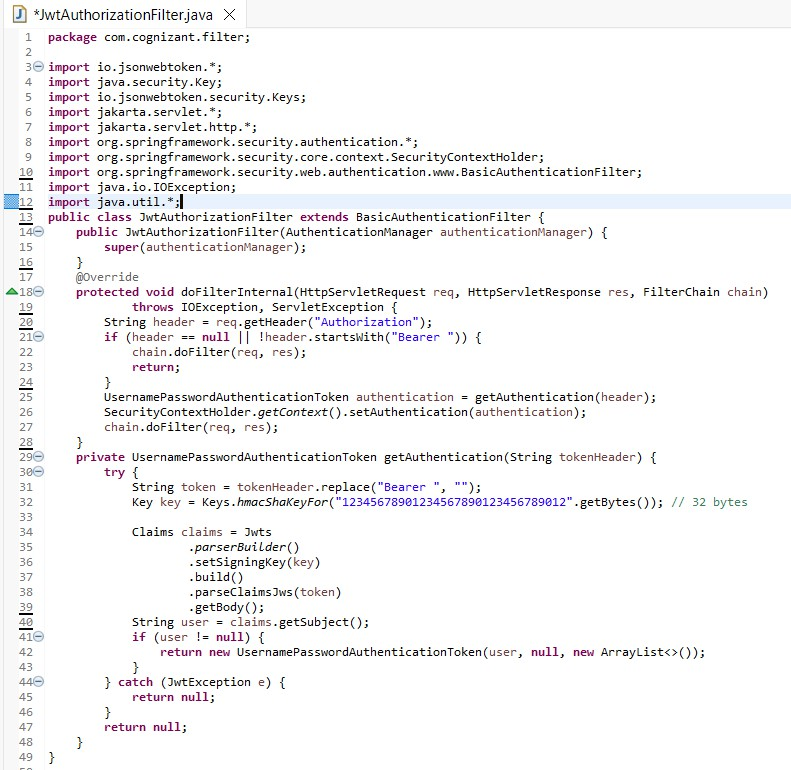 *JwtAuthorizationFilter.java
1 package com.cognizant.filter;
2
3 import io.jsonwebtoken.*;
4 import java.security.Key;
5 import io.jsonwebtoken.security.Keys;
6 import jakarta.servlet.*;
7 import jakarta.servlet.http.*;
8 import org.springframework.security.authentication.*;
9 import org.springframework.security.core.context.SecurityContextHolder;
10 import org.springframework.security.web.authentication.www.BasicAuthenticationFilter;
11 import java.io.IOException;
12 import java.util.*;
13 public class JwtAuthorizationFilter extends BasicAuthenticationFilter {
14     public JwtAuthorizationFilter(AuthenticationManager authenticationManager) {
15         super(authenticationManager);
16     }
17     @Override
18     protected void doFilterInternal(HttpServletRequest req, HttpServletResponse res, FilterChain chain)
19             throws IOException, ServletException {
20         String header = req.getHeader("Authorization");
21         if (header == null || !header.startsWith("Bearer ")) {
22             chain.doFilter(req, res);
23             return;
24         }
25         UsernamePasswordAuthenticationToken authentication = getAuthentication(header);
26         SecurityContextHolder.getContext().setAuthentication(authentication);
27         chain.doFilter(req, res);
28     }
29     private UsernamePasswordAuthenticationToken getAuthentication(String tokenHeader) {
30         try {
31             String token = tokenHeader.replace("Bearer ", "");
32             Key key = Keys.hmacShaKeyFor("12345678901234567890123456789012".getBytes()); // 32 bytes
33
34             Claims claims = Jwts
35                     .parserBuilder()
36                     .setSigningKey(key)
37                     .build()
38                     .parseClaimsJws(token)
39                     .getBody();
40             String user = claims.getSubject();
41             if (user != null) {
42                 return new UsernamePasswordAuthenticationToken(user, null, new ArrayList<>());
43             }
44         } catch (JwtException e) {
45             return null;
46         }
47         return null;
48     }
49 }